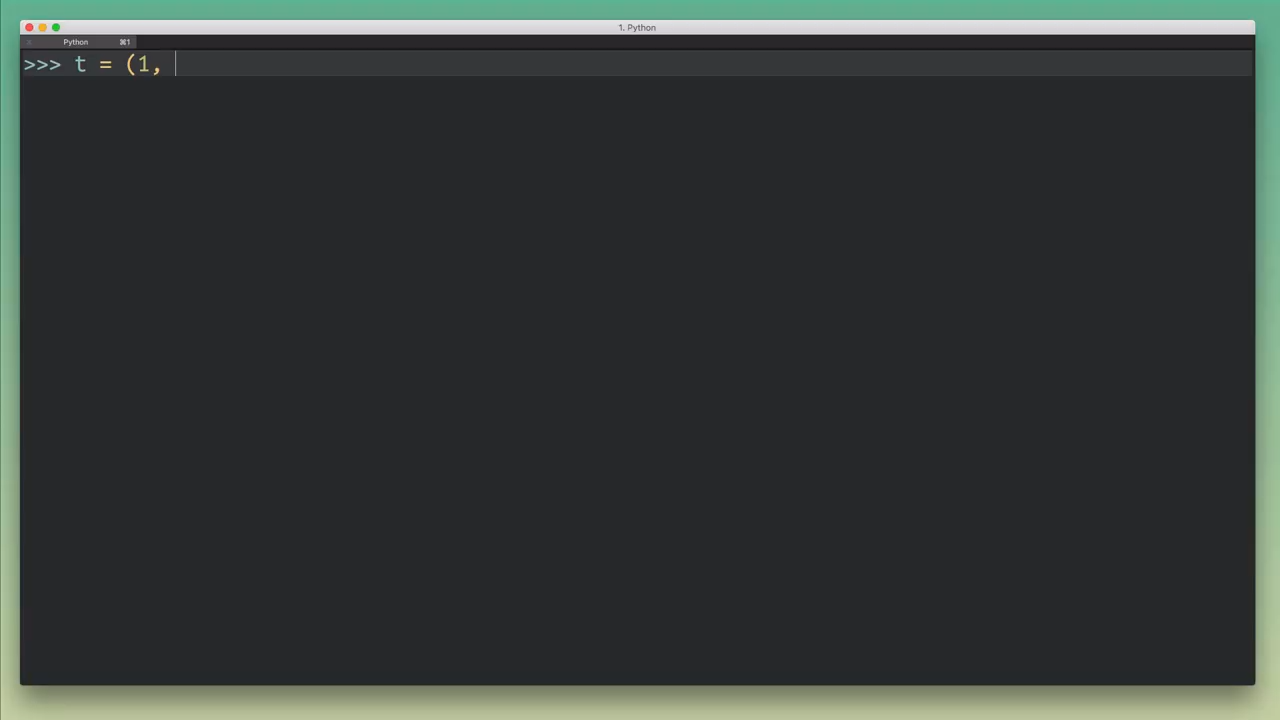 1. Python
x Python ⌘1
>>> t = (1,